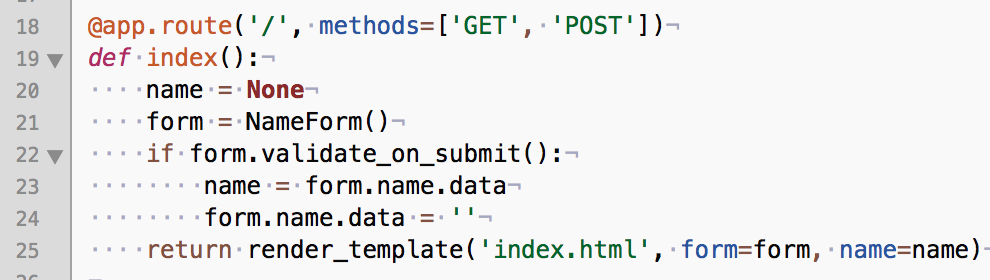 18 @app.route('/', methods=['GET', 'POST'])
19 def index():
20     name = None
21     form = NameForm()
22     if form.validate_on_submit():
23         name = form.name.data
24         form.name.data = ''
25     return render_template('index.html', form=form, name=name)